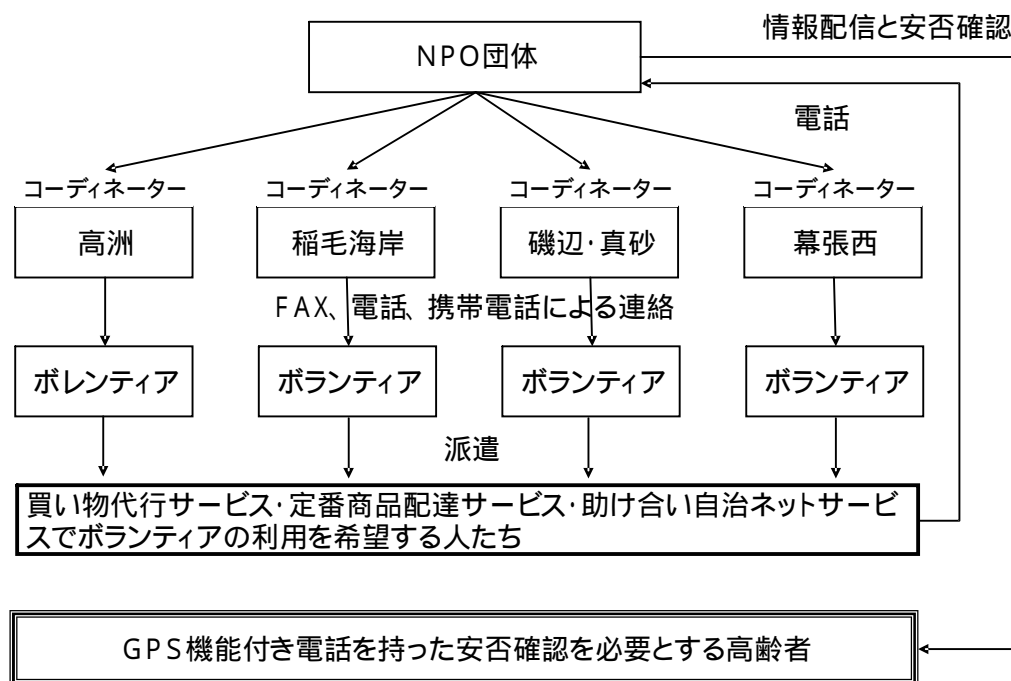 情報配信と安否確認
NPO団体
電話
コーディネーター
コーディネーター
コーディネーター
コーディネーター
高洲
稲毛海岸
磯辺･真砂
幕張西
FAX、電話、携帯電話による連絡
ボレンティア
ボランティア
ボランティア
ボランティア
派遣
買い物代行サービス･定番商品配達サービス･助け合い自治ネットサービ
スでボランティアの利用を希望する人たち
GPS機能付き電話を持った安否確認を必要とする高齢者